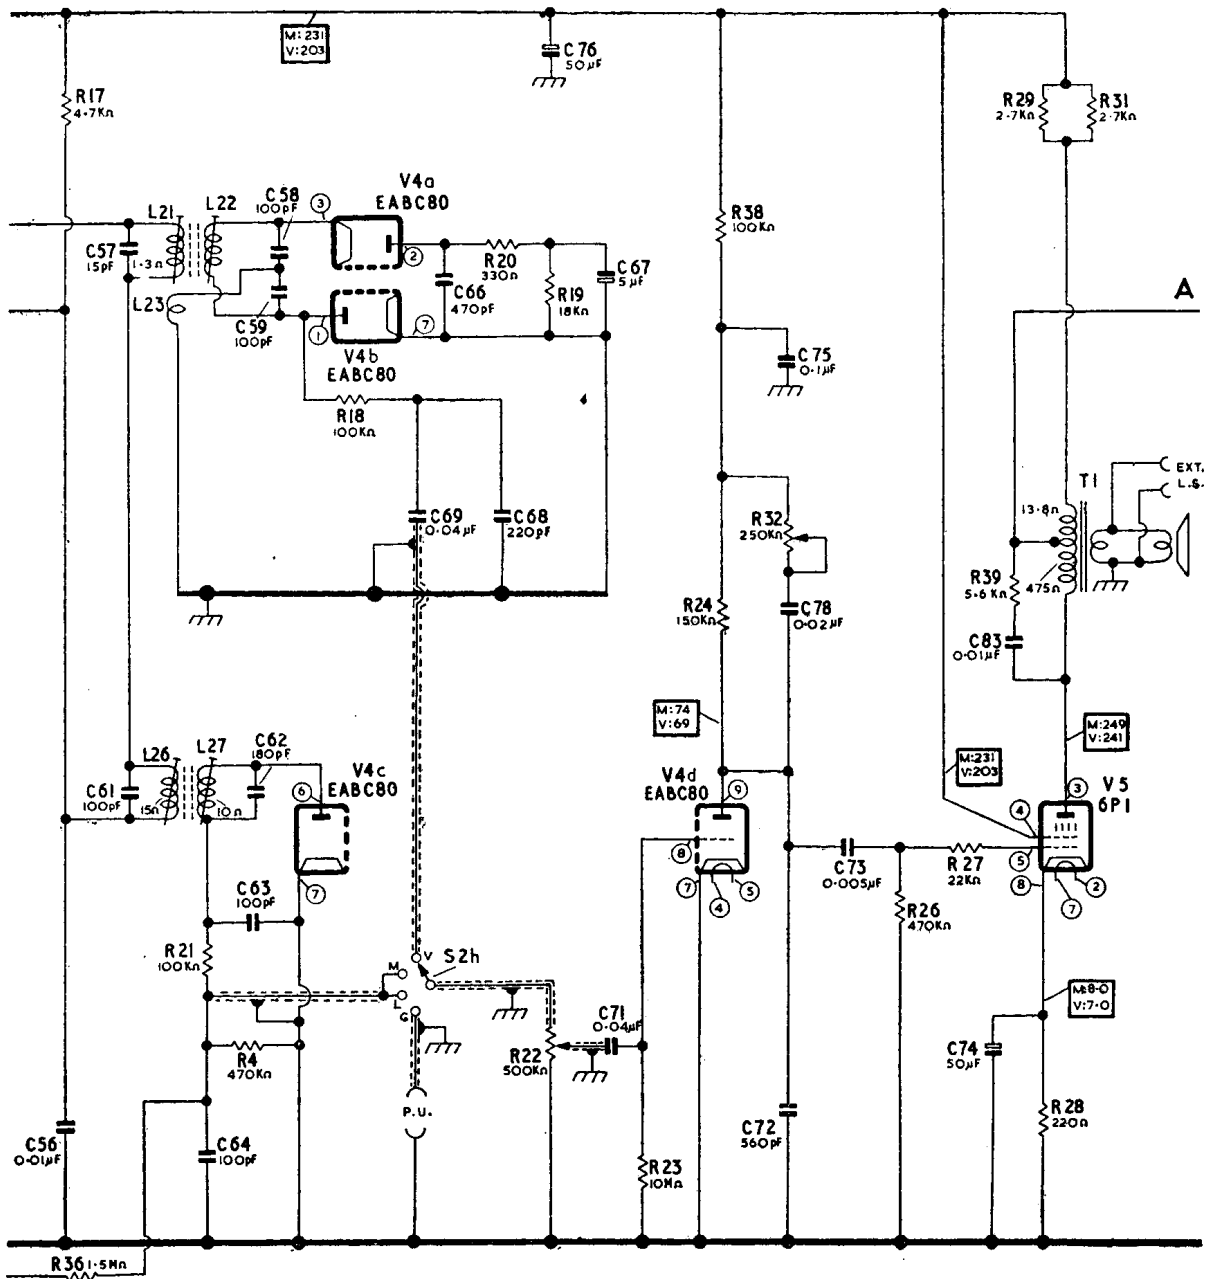 M:231
V:203
C76
50µF
R17
4·7KΩ
R29
2·7KΩ
R31
2·7KΩ
V4a
EABC80
L21
L22
C58
100pF
3
2
R38
100KΩ
C57
15pF
1·3Ω
R20
330Ω
C67
5µF
L23
C66
470pF
R19
18KΩ
C59
100pF
1
7
V4b
EABC80
A
C75
0·1µF
R18
100KΩ
EXT.
L.S.
T1
13·8Ω
C69
0·04µF
C68
220pF
R32
250KΩ
R39
5·6KΩ
475Ω
R24
150KΩ
C78
0·02µF
C83
0·01µF
M:74
V:69
M:249
V:241
L26
L27
C62
180pF
V4c
EABC80
V4d
EABC80
M:231
V:203
V5
6P1
C61
100pF
15Ω
10Ω
6
9
3
4
8
5
C73
0·005µF
R27
22KΩ
7
4
5
8
7
2
C63
100pF
7
R26
470KΩ
R21
100KΩ
M
V
S2h
L
G
M:8·0
V:7·0
C71
0·04µF
R4
470KΩ
R22
500KΩ
C74
50µF
P.U.
C56
0·01µF
C64
100pF
C72
560pF
R28
220Ω
R23
10MΩ
R36 1·5MΩ